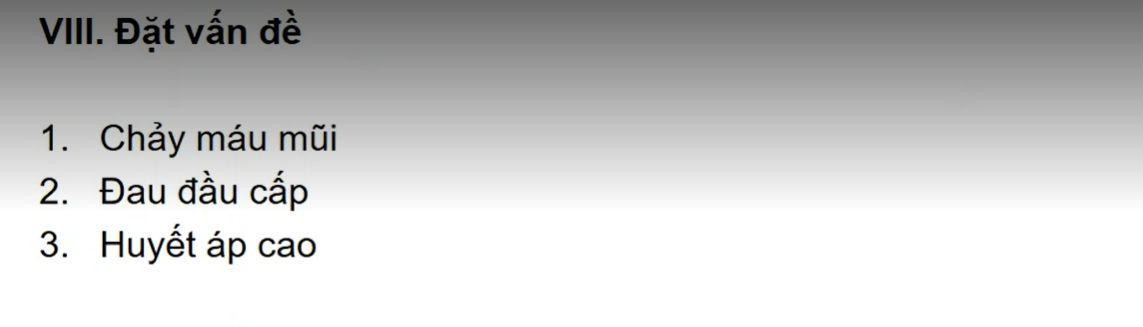 VIII. Đặt vấn đề
1. Chảy máu mũi
2. Đau đầu cấp
3. Huyết áp cao